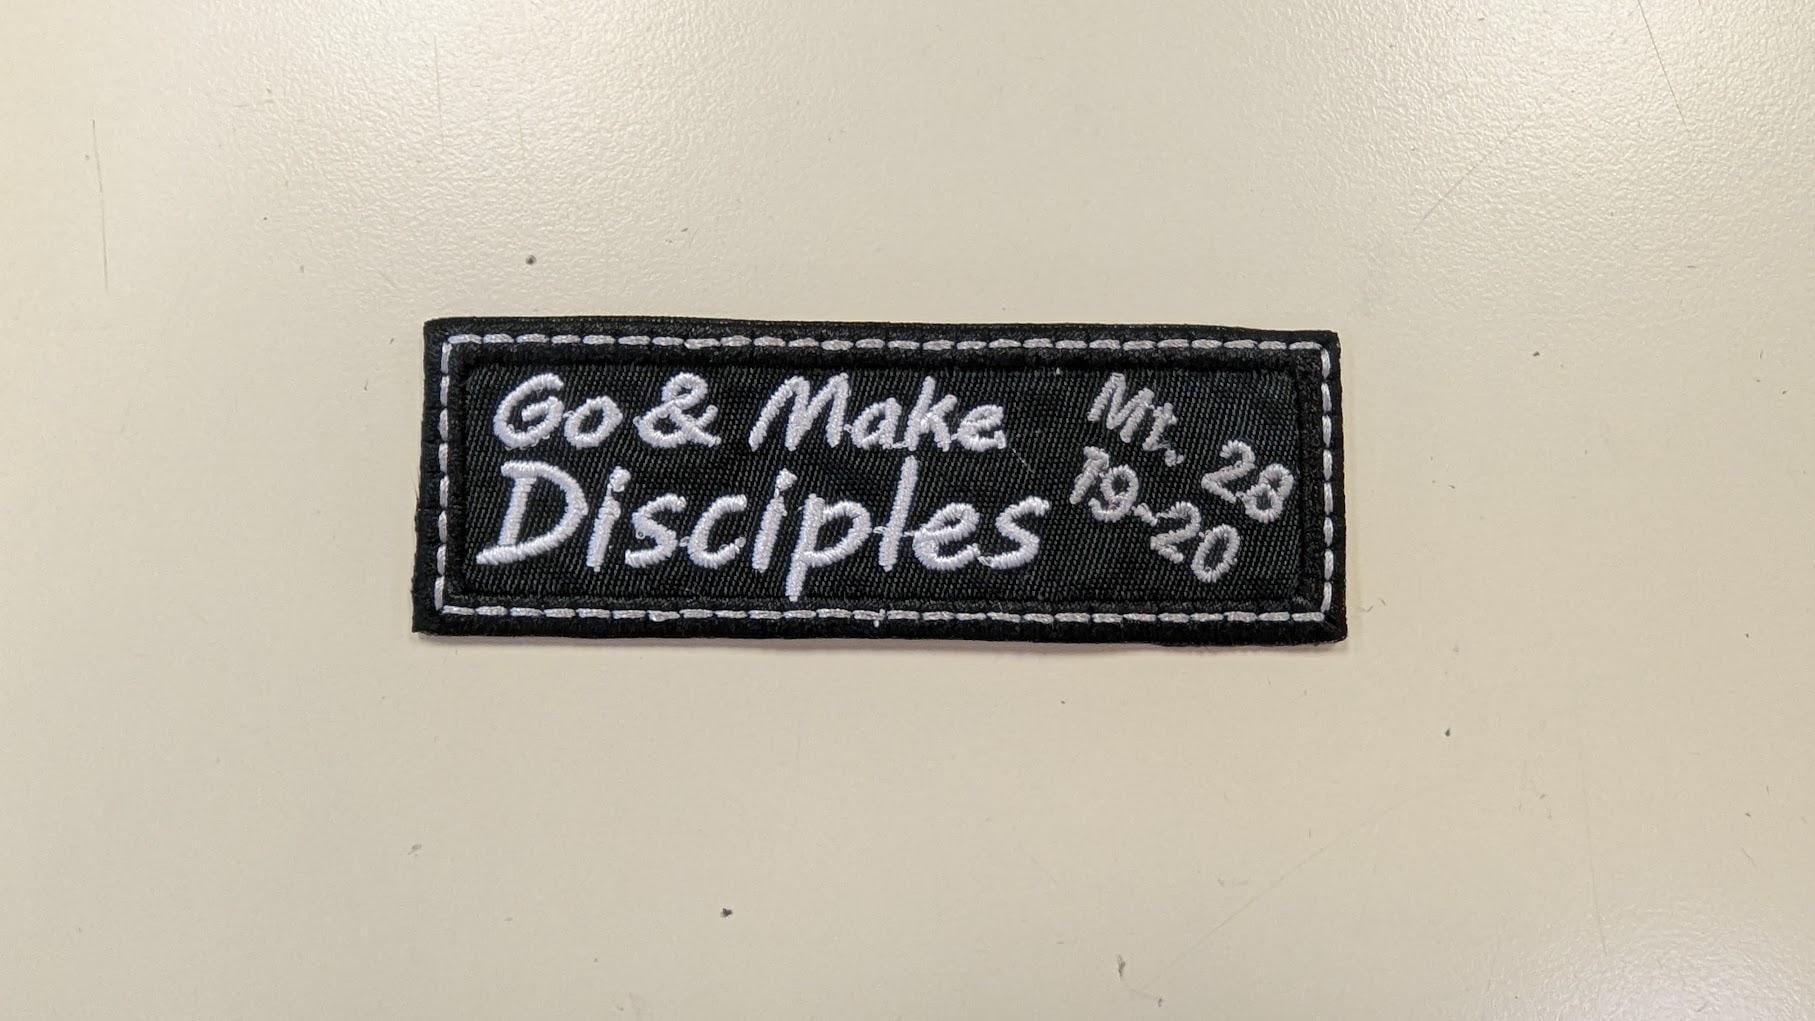 Go & Make
Disciples
Mt. 28
19-20